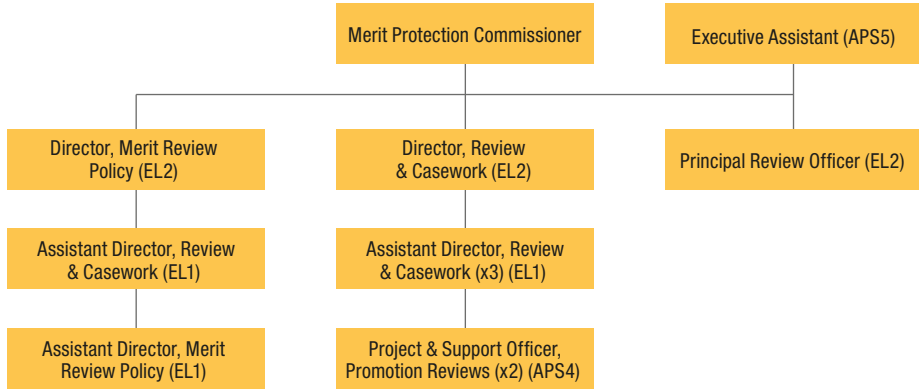 Merit Protection Commissioner
Executive Assistant (APS5)
Director, Merit Review
Policy (EL2)
Director, Review
& Casework (EL2)
Principal Review Officer (EL2)
Assistant Director, Review
& Casework (EL1)
Assistant Director, Review
& Casework (x3) (EL1)
Assistant Director, Merit
Review Policy (EL1)
Project & Support Officer,
Promotion Reviews (x2) (APS4)